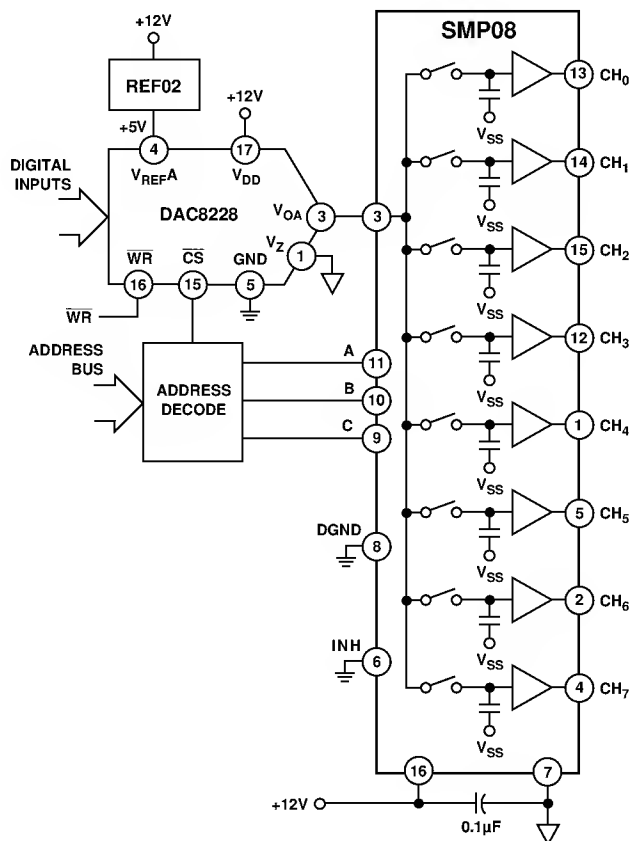 +12V
REF02
+5V
+12V
4
17
VREFA
VDD
DIGITAL
INPUTS
DAC8228
VOA
3
VZ
1
WR
CS
GND
16
15
5
WR
ADDRESS
BUS
ADDRESS
DECODE
A
B
C
SMP08
3
11
10
9
DGND
8
INH
6
VSS
13 CH0
VSS
14 CH1
VSS
15 CH2
VSS
12 CH3
VSS
1 CH4
VSS
5 CH5
VSS
2 CH6
VSS
4 CH7
16
7
+12V
0.1µF